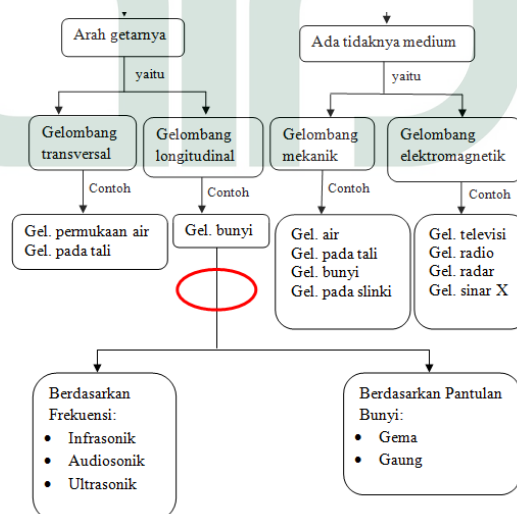 Arah getarnya
Ada tidaknya medium
yaitu
yaitu
Gelombang
transversal
Gelombang
longitudinal
Gelombang
mekanik
Gelombang
elektromagnetik
Contoh
Contoh
Contoh
Contoh
Gel. permukaan air
Gel. pada tali
Gel. bunyi
Gel. air
Gel. pada tali
Gel. bunyi
Gel. pada slinki
Gel. televisi
Gel. radio
Gel. radar
Gel. sinar X
Berdasarkan
Frekuensi:
• Infrasonik
• Audiosonik
• Ultrasonik
Berdasarkan Pantulan
Bunyi:
• Gema
• Gaung